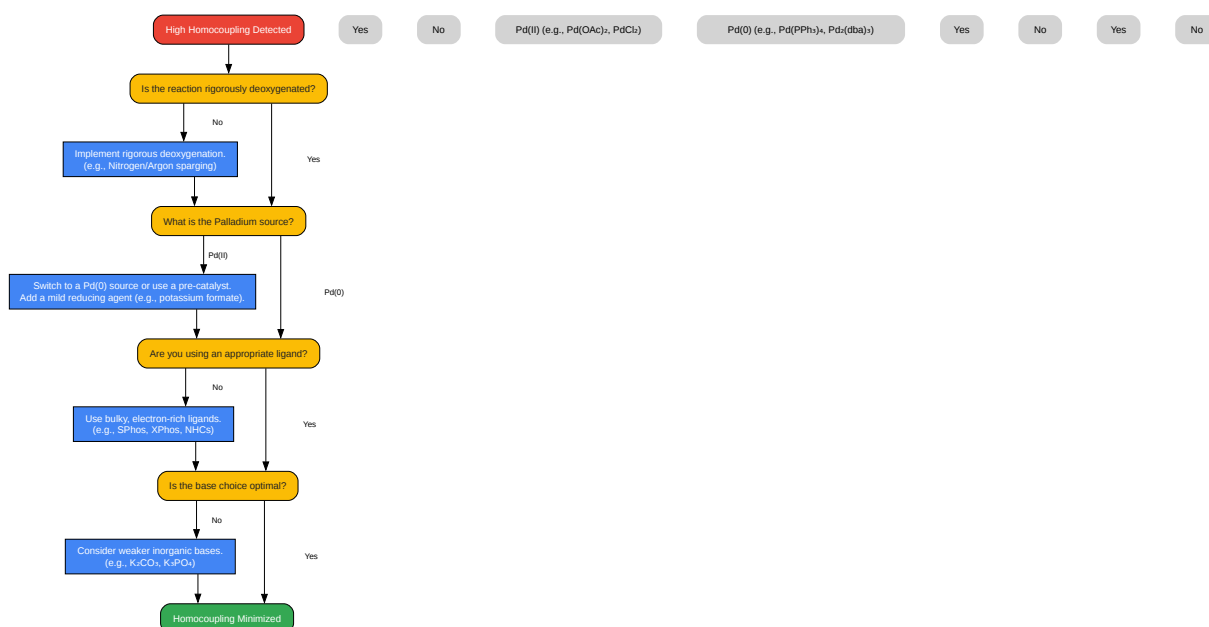 High Homocoupling Detected
Yes
No
Pd(II) (e.g., Pd(OAc)₂, PdCl₂)
Pd(0) (e.g., Pd(PPh₃)₄, Pd₂(dba)₃)
Yes
No
Yes
No
Is the reaction rigorously deoxygenated?
No
Implement rigorous deoxygenation.
(e.g., Nitrogen/Argon sparging)
Yes
What is the Palladium source?
Pd(II)
Switch to a Pd(0) source or use a pre-catalyst.
Add a mild reducing agent (e.g., potassium formate).
Pd(0)
Are you using an appropriate ligand?
No
Use bulky, electron-rich ligands.
(e.g., SPhos, XPhos, NHCs)
Yes
Is the base choice optimal?
No
Consider weaker inorganic bases.
(e.g., K₂CO₃, K₃PO₄)
Yes
Homocoupling Minimized